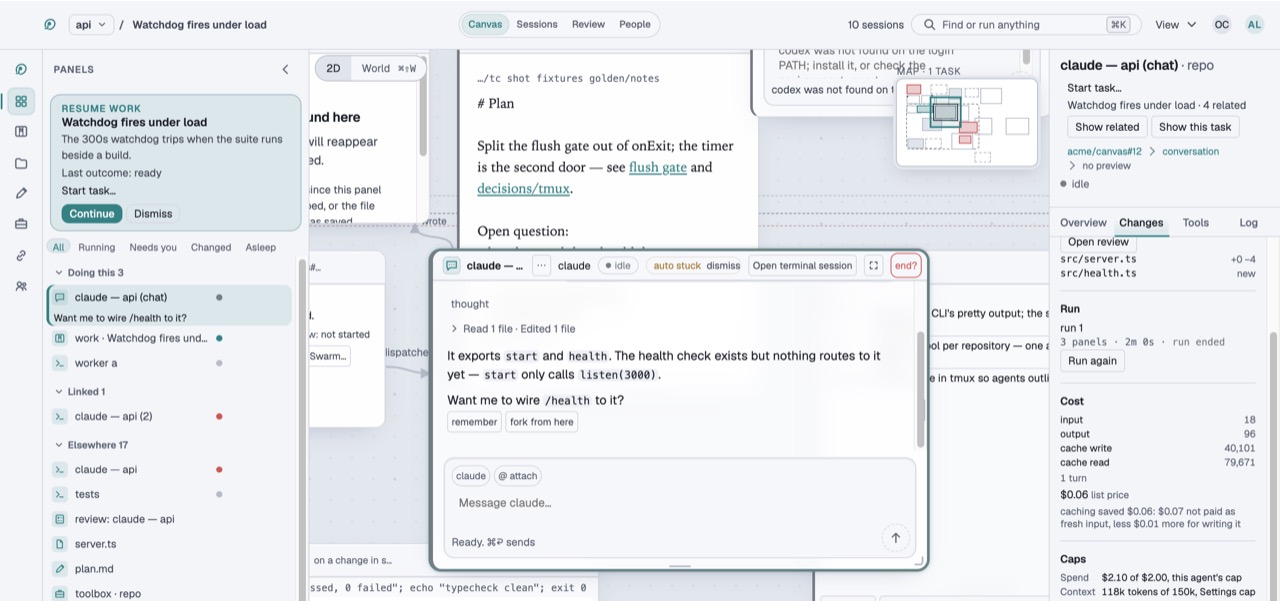 api / Watchdog fires under load
Canvas Sessions Review People
10 sessions
Find or run anything ⌘K
View
OC
AL
PANELS
RESUME WORK
Watchdog fires under load
The 300s watchdog trips when the suite runs
beside a build.
Last outcome: ready
Start task…
Continue Dismiss
All Running Needs you Changed Asleep
Doing this 3
claude — api (chat)
Want me to wire /health to it?
work · Watchdog fires und…
worker a
Linked 1
claude — api (2)
Elsewhere 17
claude — api
tests
review: claude — api
server.ts
plan.md
toolbox · repo
2D World ⌘⇧W
und here
will reappear
ed.
ince this panel
ed, or the file
as saved
wrote
#…
w: not started
Swarm…
on a change in s…
ssed, 0 failed"; echo "typecheck clean"; exit 0
…/tc shot fixtures golden/notes
# Plan
Split the flush gate out of onExit; the timer
is the second door — see flush gate and
decisions/tmux.
Open question:
codex was not found on the login
PATH; install it, or check the
codex was not found on
MAP · 1 TASK
claude — … ··· claude idle auto stuck dismiss Open terminal session end?
thought
Read 1 file · Edited 1 file
It exports start and health. The health check exists but nothing routes to it
yet — start only calls listen(3000).
Want me to wire /health to it?
remember fork from here
claude @ attach
Message claude…
Ready. ⌘⏎ sends
CLI's pretty output; the s
ol per repository — one a
e in tmux so agents outli
claude — api (chat) · repo
Start task…
Watchdog fires under load · 4 related
Show related Show this task
acme/canvas#12 > conversation
> no preview
idle
Overview Changes Tools Log
Open review
src/server.ts +0 −4
src/health.ts new
Run
run 1
3 panels · 2m 0s · run ended
Run again
Cost
input 18
output 96
cache write 40,101
cache read 79,671
1 turn
$0.06 list price
caching saved $0.06: $0.07 not paid as
fresh input, less $0.01 more for writing it
Caps
Spend $2.10 of $2.00, this agent's cap
Context 118k tokens of 150k, Settings cap